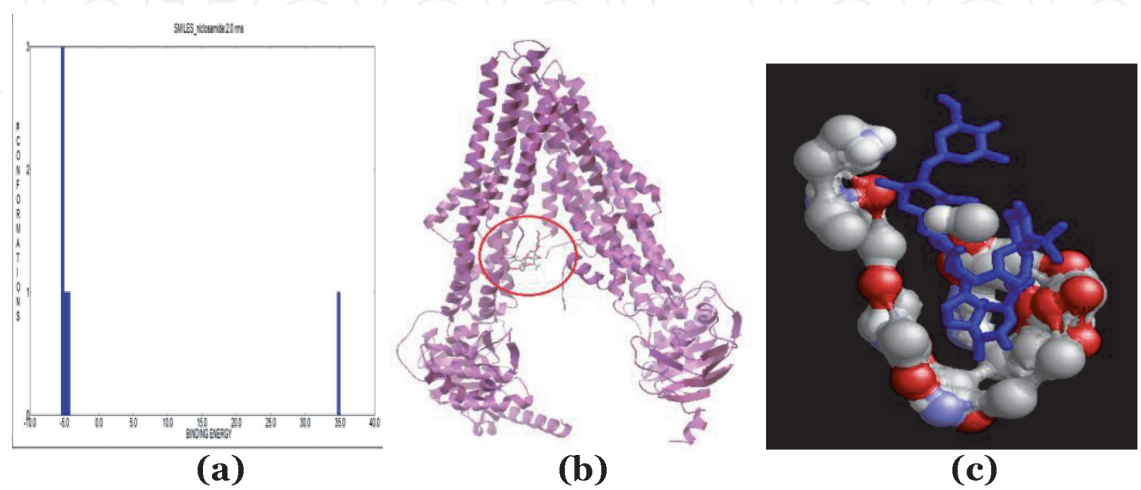 SMILES_niclosamide:2.0 rms
3
2
1
0
#CONFORMATIONS
-10.0 -5.0 0.0 5.0 10.0 15.0 20.0 25.0 30.0 35.0 40.0
BINDING ENERGY
(a) (b) (c)